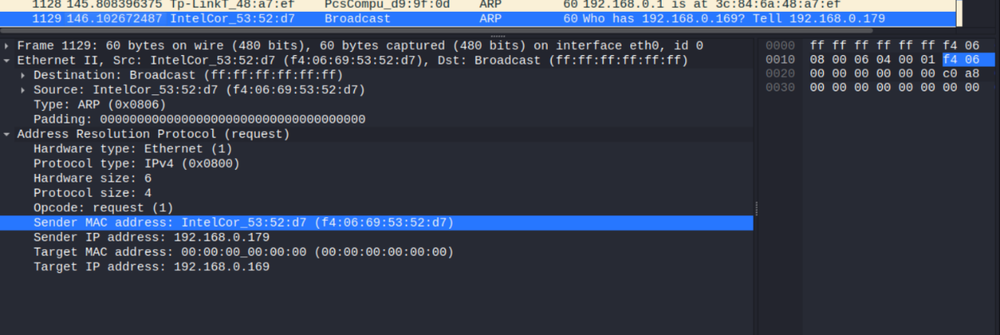 1128 145.808396375 Tp-LinkT_48:a7:ef PcsCompu_d9:9f:0d ARP 60 192.168.0.1 is at 3c:84:6a:48:a7:ef
1129 146.102672487 IntelCor_53:52:d7 Broadcast ARP 60 Who has 192.168.0.169? Tell 192.168.0.179
Frame 1129: 60 bytes on wire (480 bits), 60 bytes captured (480 bits) on interface eth0, id 0
Ethernet II, Src: IntelCor_53:52:d7 (f4:06:69:53:52:d7), Dst: Broadcast (ff:ff:ff:ff:ff:ff)
Destination: Broadcast (ff:ff:ff:ff:ff:ff)
Source: IntelCor_53:52:d7 (f4:06:69:53:52:d7)
Type: ARP (0x0806)
Padding: 000000000000000000000000000000000000
Address Resolution Protocol (request)
Hardware type: Ethernet (1)
Protocol type: IPv4 (0x0800)
Hardware size: 6
Protocol size: 4
Opcode: request (1)
Sender MAC address: IntelCor_53:52:d7 (f4:06:69:53:52:d7)
Sender IP address: 192.168.0.179
Target MAC address: 00:00:00_00:00:00 (00:00:00:00:00:00)
Target IP address: 192.168.0.169
0000 ff ff ff ff ff ff f4 06
0010 08 00 06 04 00 01 f4 06
0020 00 00 00 00 00 00 c0 a8
0030 00 00 00 00 00 00 00 00